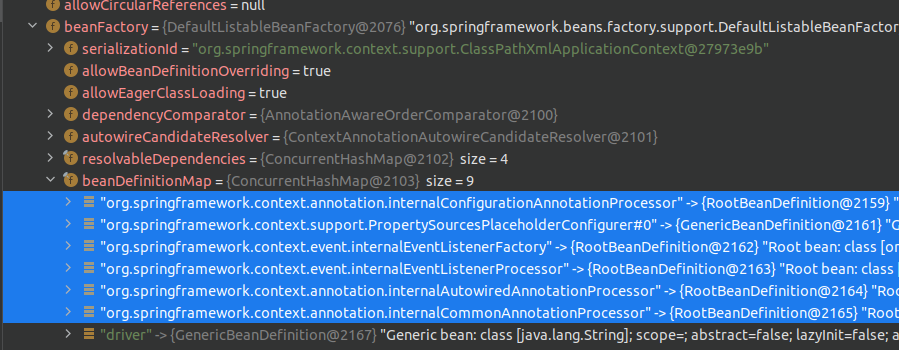 allowCircularReferences = null
beanFactory = {DefaultListableBeanFactory@2076} "org.springframework.beans.factory.support.DefaultListableBeanFactor
serializationId = "org.springframework.context.support.ClassPathXmlApplicationContext@27973e9b"
allowBeanDefinitionOverriding = true
allowEagerClassLoading = true
dependencyComparator = {AnnotationAwareOrderComparator@2100}
autowireCandidateResolver = {ContextAnnotationAutowireCandidateResolver@2101}
resolvableDependencies = {ConcurrentHashMap@2102} size = 4
beanDefinitionMap = {ConcurrentHashMap@2103} size = 9
"org.springframework.context.annotation.internalConfigurationAnnotationProcessor" -> {RootBeanDefinition@2159} "
"org.springframework.context.support.PropertySourcesPlaceholderConfigurer#0" -> {GenericBeanDefinition@2161} "G
"org.springframework.context.event.internalEventListenerFactory" -> {RootBeanDefinition@2162} "Root bean: class [or
"org.springframework.context.event.internalEventListenerProcessor" -> {RootBeanDefinition@2163} "Root bean: class [
"org.springframework.context.annotation.internalAutowiredAnnotationProcessor" -> {RootBeanDefinition@2164} "Roo
"org.springframework.context.annotation.internalCommonAnnotationProcessor" -> {RootBeanDefinition@2165} "Root
"driver" -> {GenericBeanDefinition@2167} "Generic bean: class [java.lang.String]; scope=; abstract=false; lazyInit=false; a